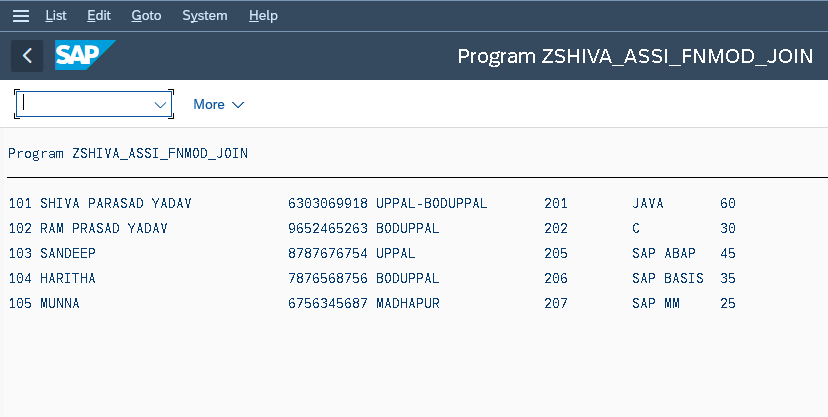 List Edit Goto System Help
SAP Program ZSHIVA_ASSI_FNMOD_JOIN
More
Program ZSHIVA_ASSI_FNMOD_JOIN
101 SHIVA PARASAD YADAV 6303069918 UPPAL-BODUPPAL 201 JAVA 60
102 RAM PRASAD YADAV 9652465263 BODUPPAL 202 C 30
103 SANDEEP 8787676754 UPPAL 205 SAP ABAP 45
104 HARITHA 7876568756 BODUPPAL 206 SAP BASIS 35
105 MUNNA 6756345687 MADHAPUR 207 SAP MM 25